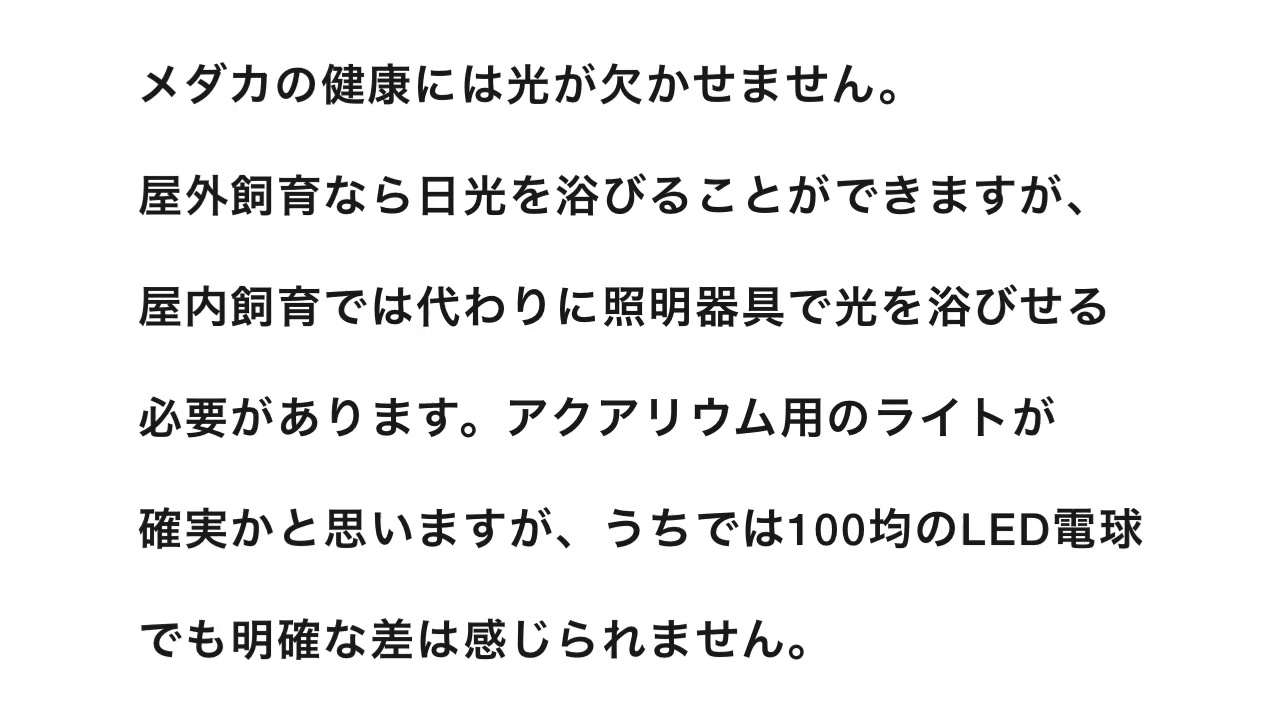 メダカの健康には光が欠かせません。
屋外飼育なら日光を浴びることができますが、
屋内飼育では代わりに照明器具で光を浴びせる
必要があります。アクアリウム用のライトが
確実かと思いますが、うちでは100均のLED電球
でも明確な差は感じられません。